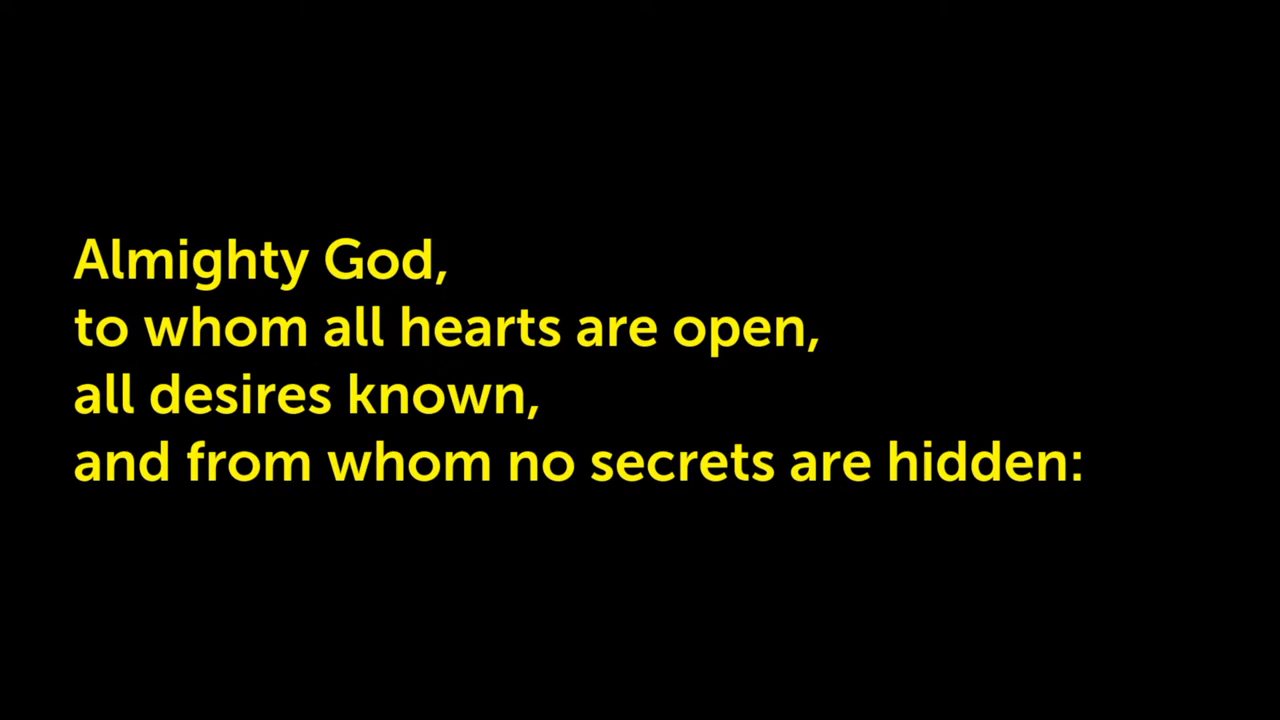 Almighty God,
to whom all hearts are open,
all desires known,
and from whom no secrets are hidden: